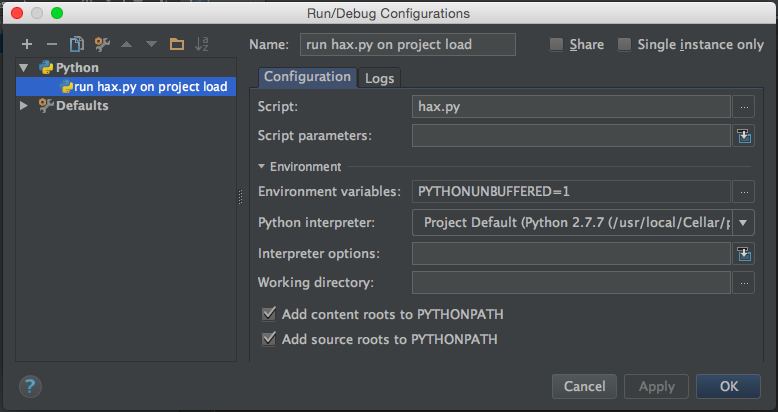 Run/Debug Configurations
Name: run hax.py on project load Share Single instance only
Python
run hax.py on project load
Defaults
Configuration Logs
Script: hax.py ...
Script parameters:
Environment
Environment variables: PYTHONUNBUFFERED=1 ...
Python interpreter: Project Default (Python 2.7.7 (/usr/local/Cellar/p
Interpreter options:
Working directory: ...
Add content roots to PYTHONPATH
Add source roots to PYTHONPATH
? Cancel Apply OK